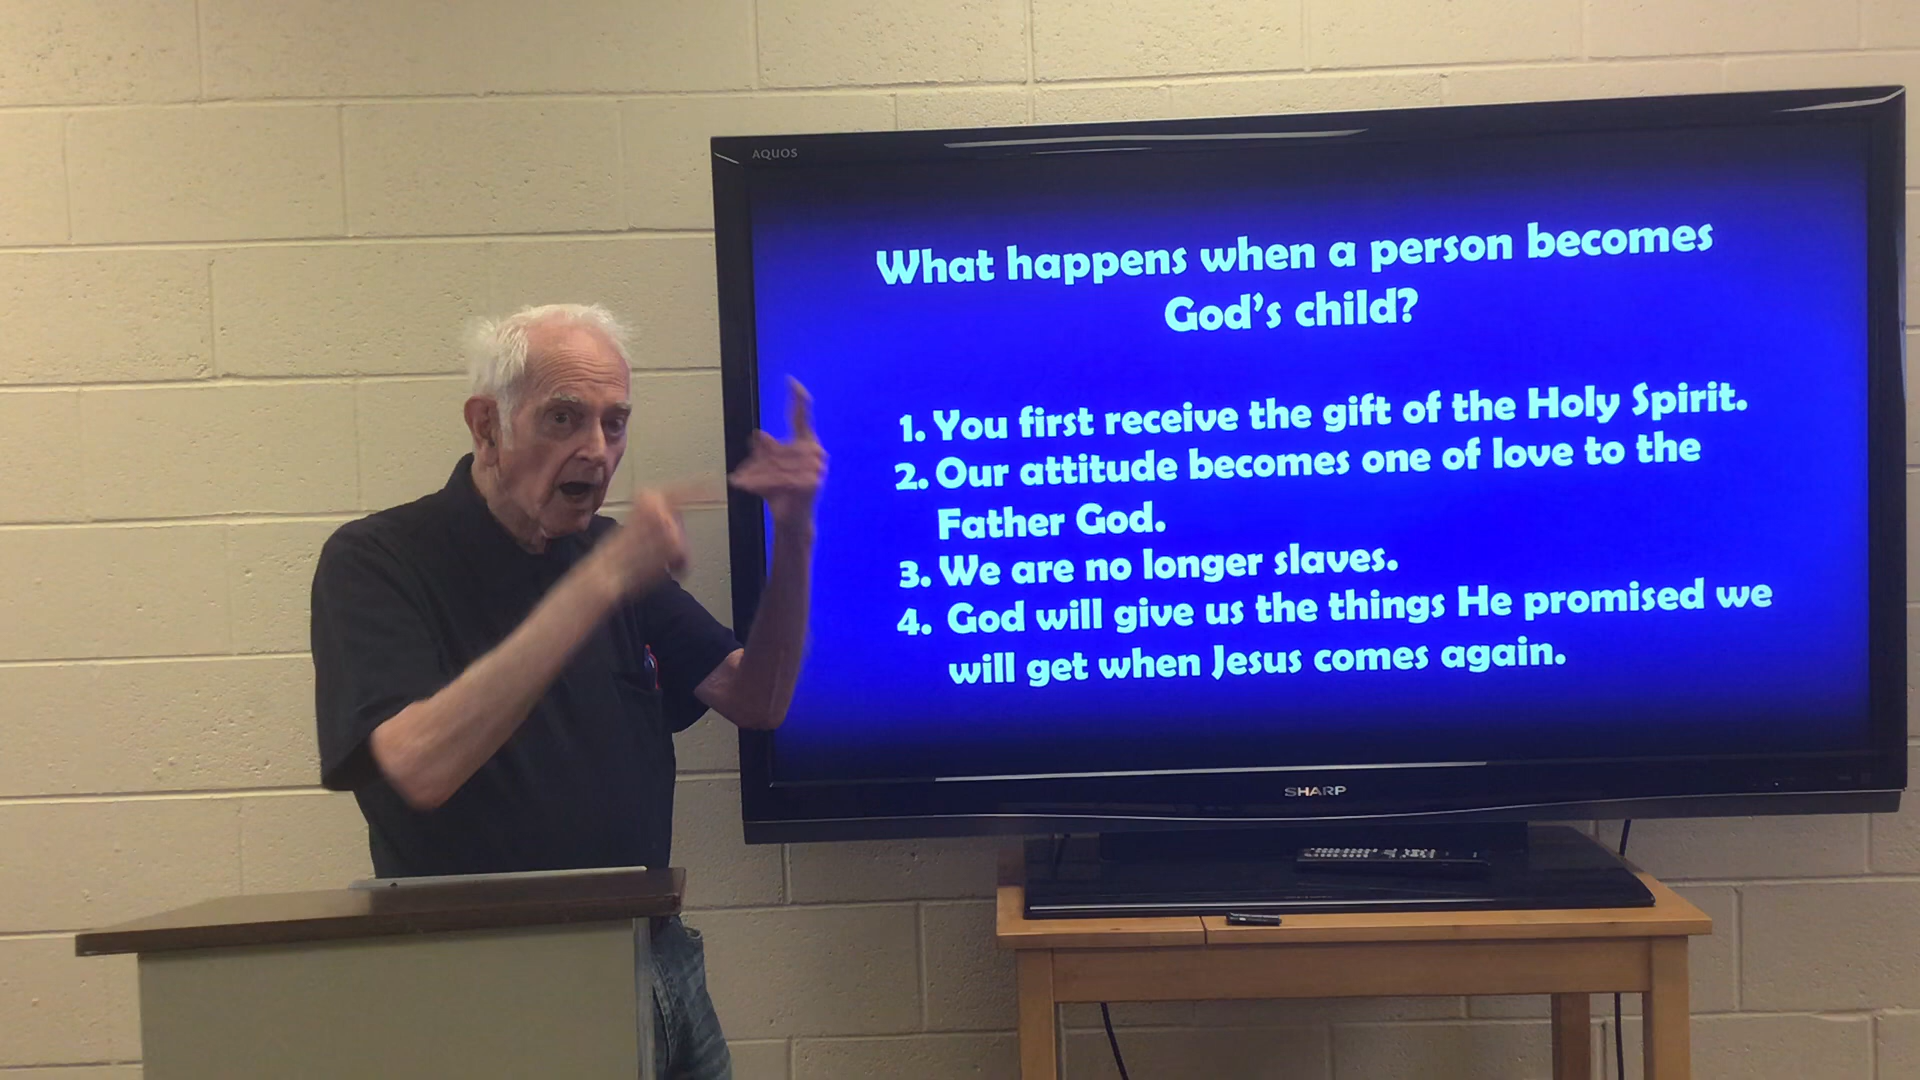 AQUOS
What happens when a person becomes
God's child?
1. You first receive the gift of the Holy Spirit.
2. Our attitude becomes one of love to the
Father God.
3. We are no longer slaves.
4. God will give us the things He promised we
will get when Jesus comes again.
SHARP